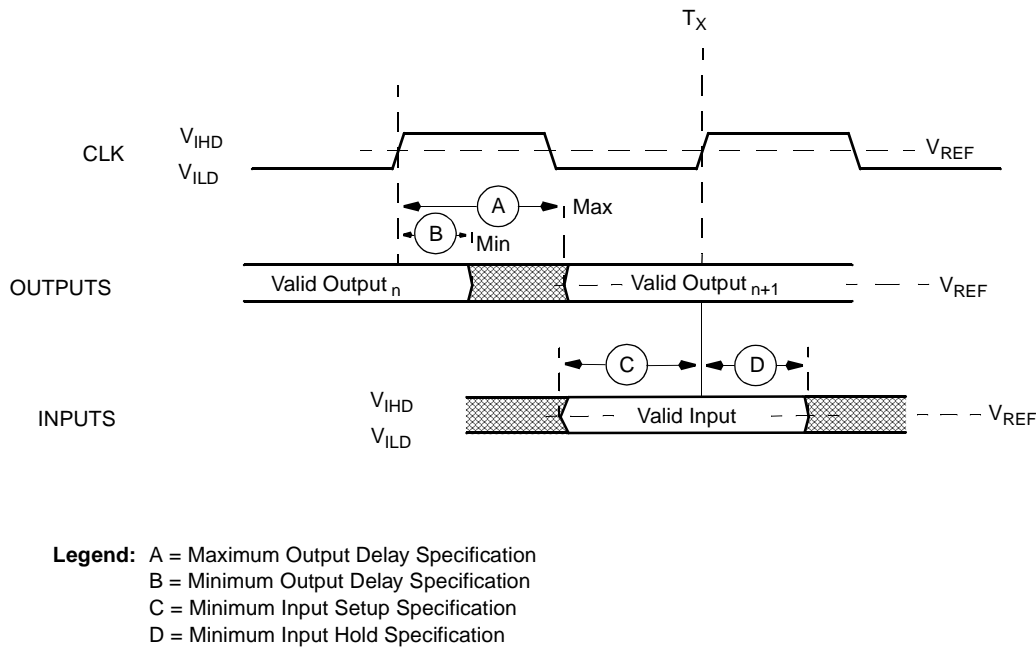 T_X
V_IHD
CLK
V_REF
V_ILD
A Max
B Min
OUTPUTS Valid Output_n Valid Output_n+1 V_REF
C D
V_IHD
INPUTS Valid Input V_REF
V_ILD
Legend: A = Maximum Output Delay Specification
B = Minimum Output Delay Specification
C = Minimum Input Setup Specification
D = Minimum Input Hold Specification